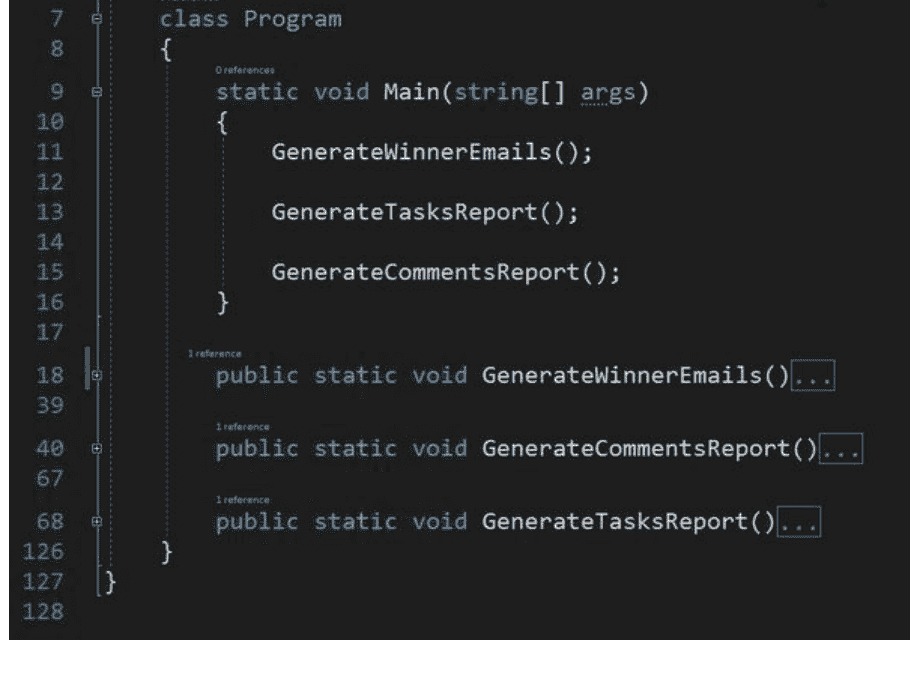 7 class Program
8 {
0 references
9 static void Main(string[] args)
10 {
11 GenerateWinnerEmails();
12
13 GenerateTasksReport();
14
15 GenerateCommentsReport();
16 }
17
1 reference
18 public static void GenerateWinnerEmails()...
39
1 reference
40 public static void GenerateCommentsReport()...
67
1 reference
68 public static void GenerateTasksReport()...
126 }
127 }
128